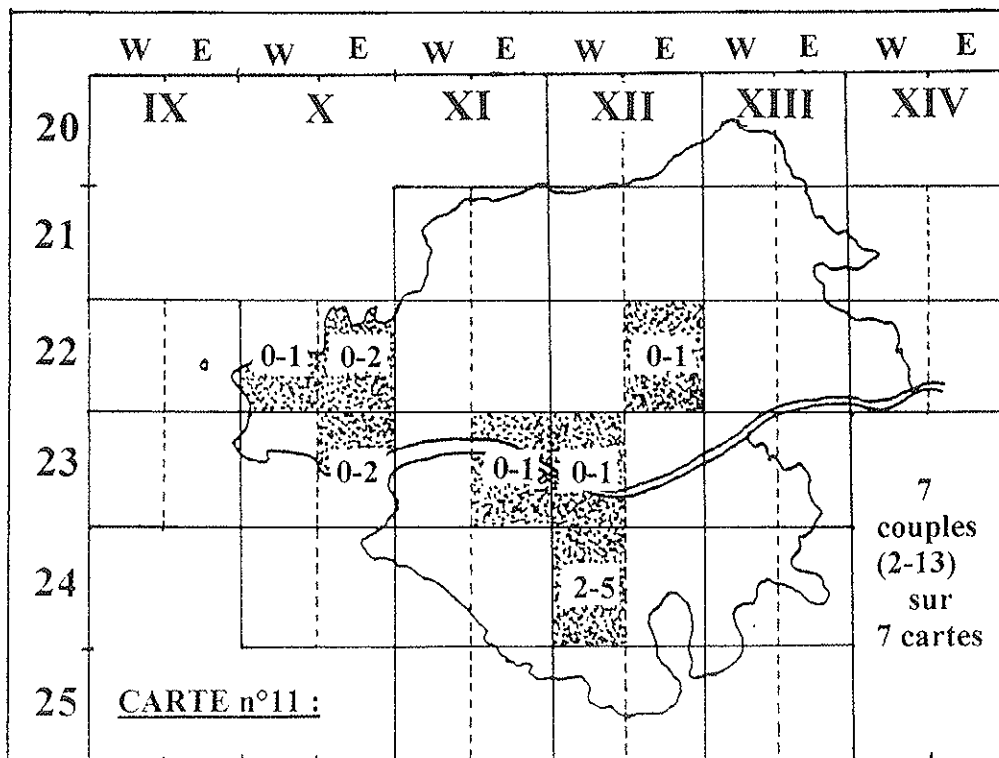 W E W E W E W E W E W E
IX X XI XII XIII XIV
20
21
22 0-1 0-2 0-1
23 0-2 0-1 0-1
7
couples
(2-13)
24 2-5
sur
7 cartes
25 CARTE n°11 :